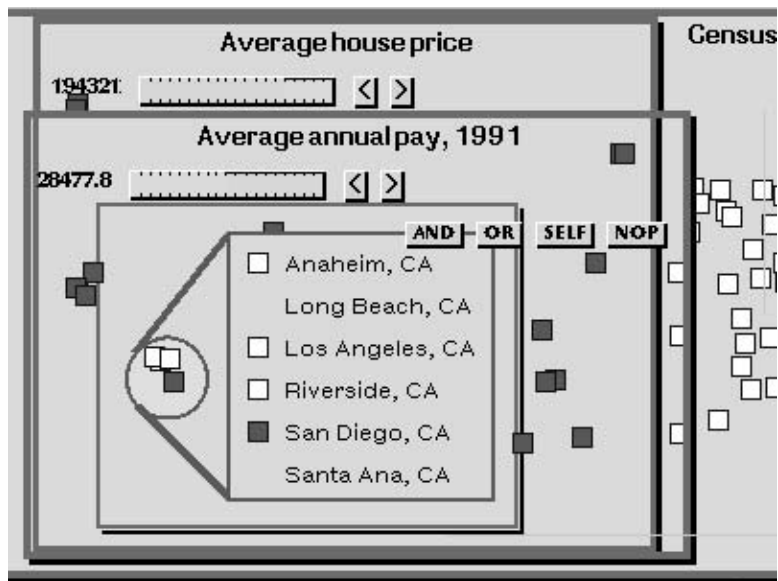 Average house price
Census
194321
< >
Average annual pay, 1991
28477.8
< >
AND OR SELF NOP
Anaheim, CA
Long Beach, CA
Los Angeles, CA
Riverside, CA
San Diego, CA
Santa Ana, CA